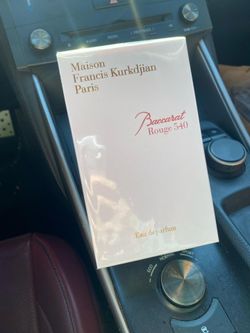 Maison
Francis Kurkdjian
Paris
Baccarat
Rouge 540
Eau de parfum